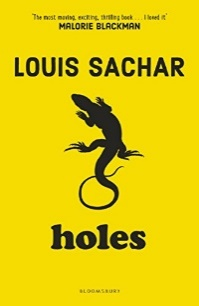 'The most moving, exciting, thrilling book . . . I loved it'
MALORIE BLACKMAN
LOUIS SACHAR
holes
BLOOMSBURY